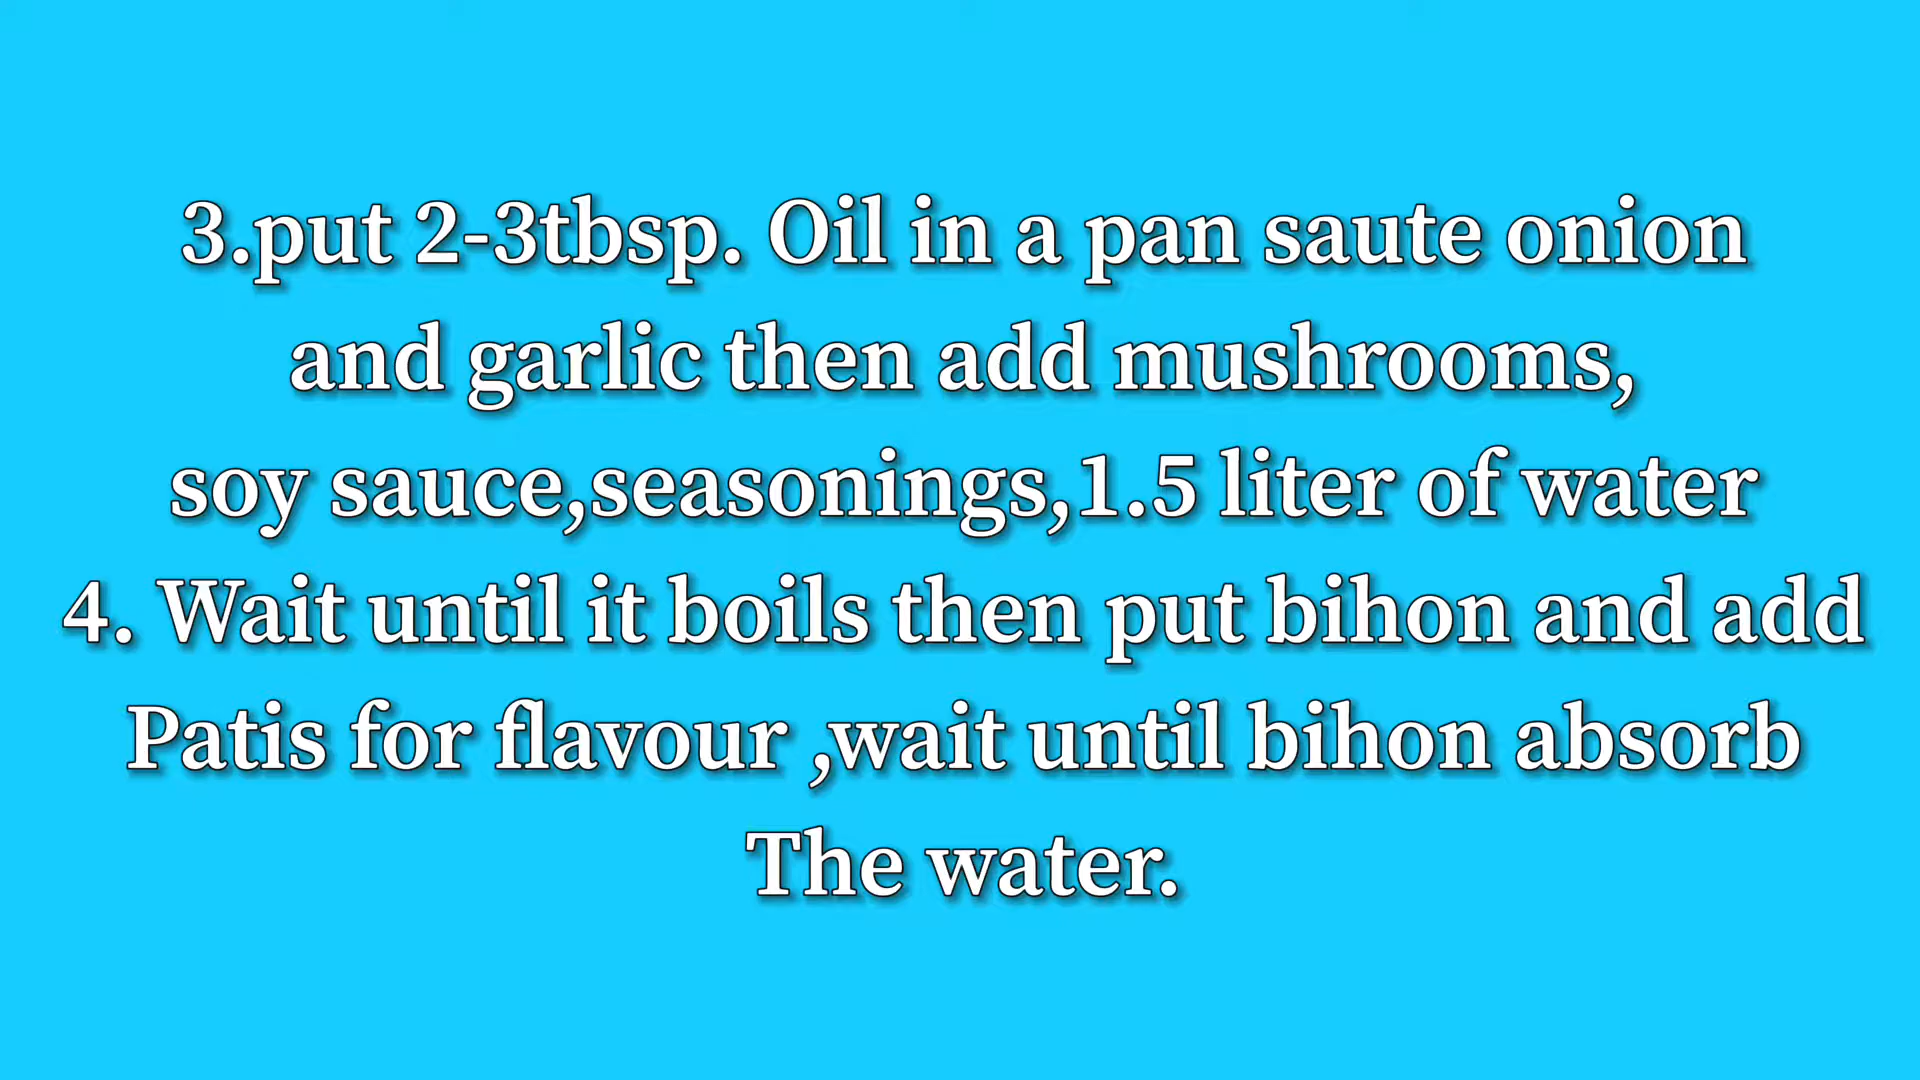 3.put 2-3tbsp. Oil in a pan saute onion
and garlic then add mushrooms,
soy sauce,seasonings,1.5 liter of water
4. Wait until it boils then put bihon and add
Patis for flavour ,wait until bihon absorb
The water.